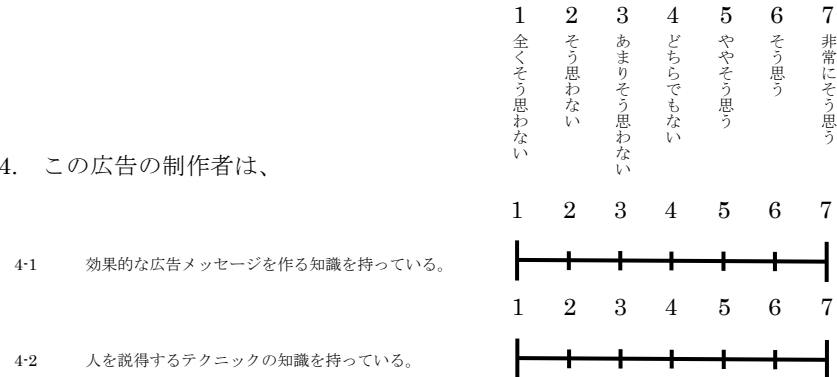 1 2 3 4 5 6 7
全くそう思わない
そう思わない
あまりそう思わない
どちらでもない
ややそう思う
そう思う
非常にそう思う
4. この広告の制作者は、
1 2 3 4 5 6 7
4-1 効果的な広告メッセージを作る知識を持っている。
1 2 3 4 5 6 7
4-2 人を説得するテクニックの知識を持っている。